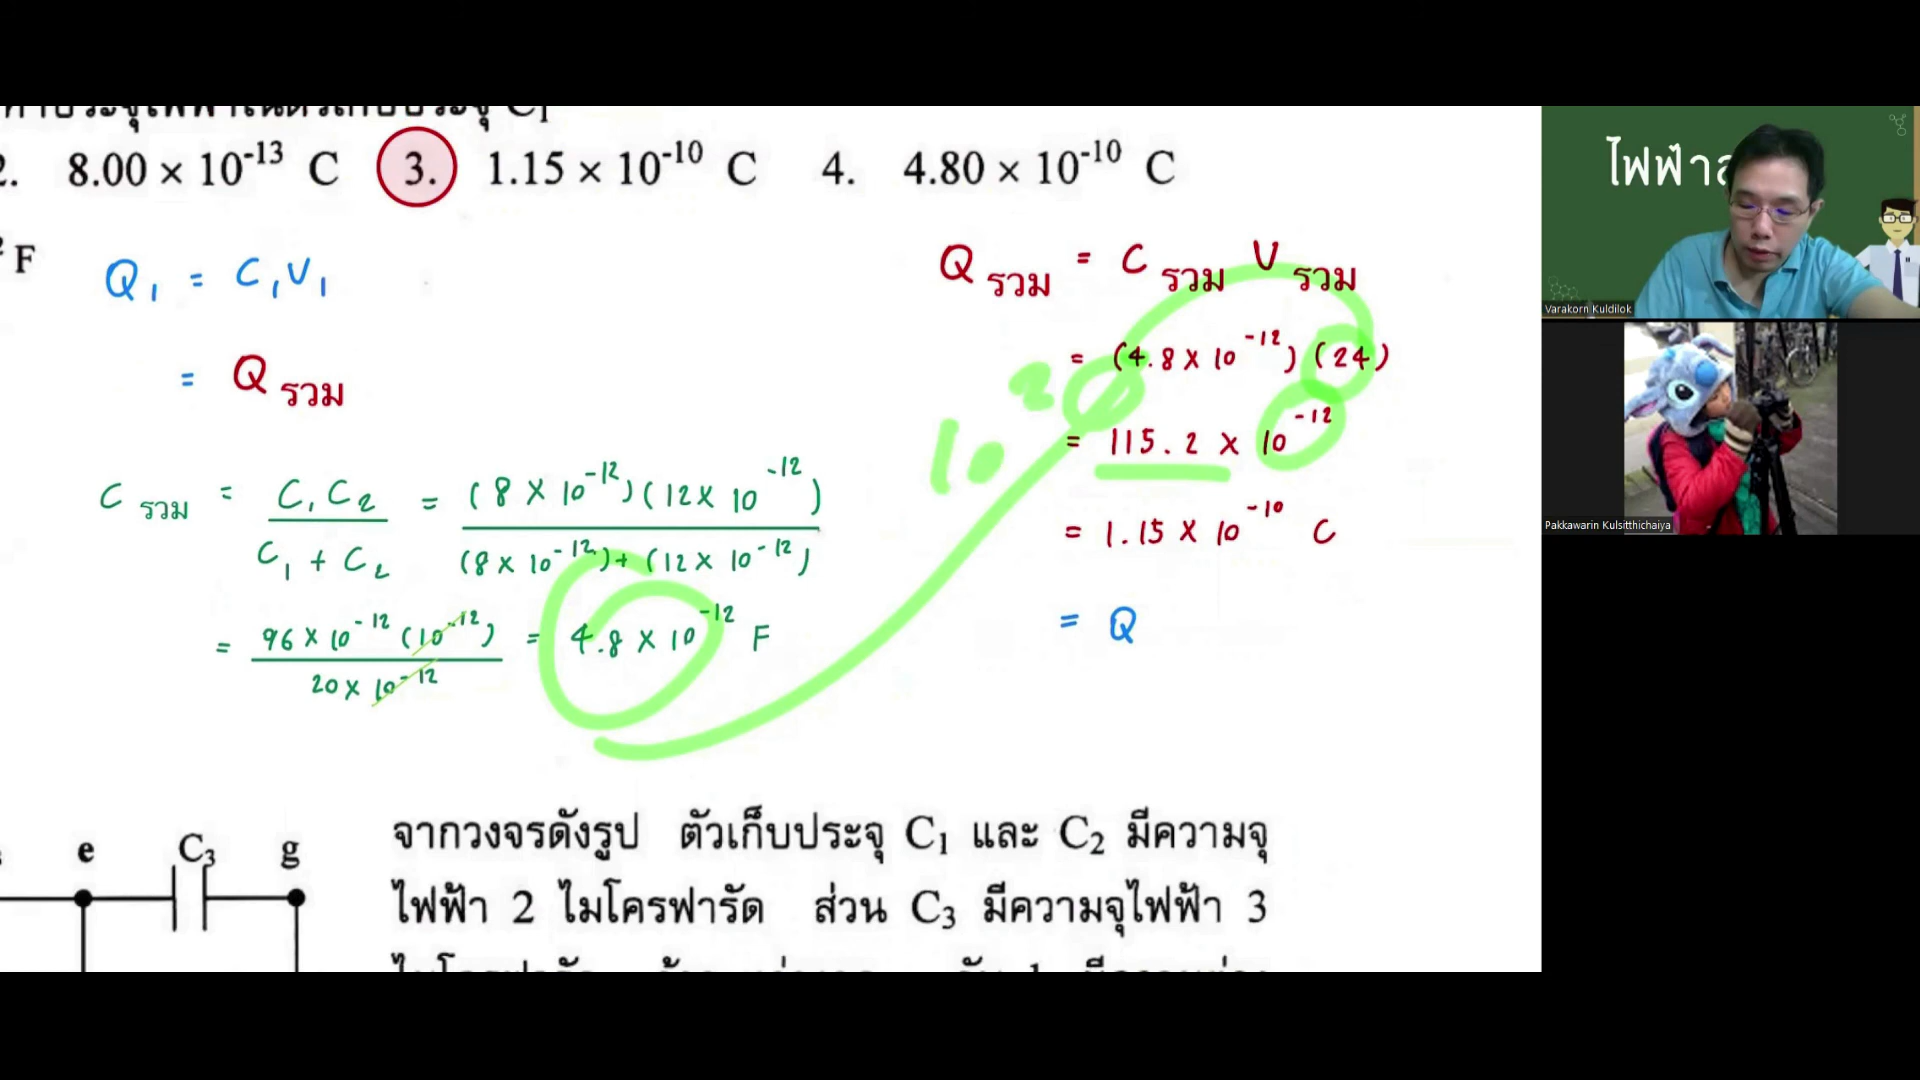 2. 8.00 × 10⁻¹³ C 3. 1.15 × 10⁻¹⁰ C 4. 4.80 × 10⁻¹⁰ C
F
Q₁ = C₁V₁
= Q รวม
C รวม = C₁C₂ / C₁ + C₂ = (8 × 10⁻¹²)(12 × 10⁻¹²) / (8 × 10⁻¹²) + (12 × 10⁻¹²)
= 96 × 10⁻¹² (10⁻¹²) / 20 × 10⁻¹² = 4.8 × 10⁻¹² F
Q รวม = C รวม V รวม
= (4.8 × 10⁻¹²) (24)
10²
= 115.2 × 10⁻¹²
= 1.15 × 10⁻¹⁰ C
= Q
e C₃ g
จากวงจรดังรูป ตัวเก็บประจุ C₁ และ C₂ มีความจุ
ไฟฟ้า 2 ไมโครฟารัด ส่วน C₃ มีความจุไฟฟ้า 3
Varakorn Kuldilok
Pakkawarin Kulsitthichaiya